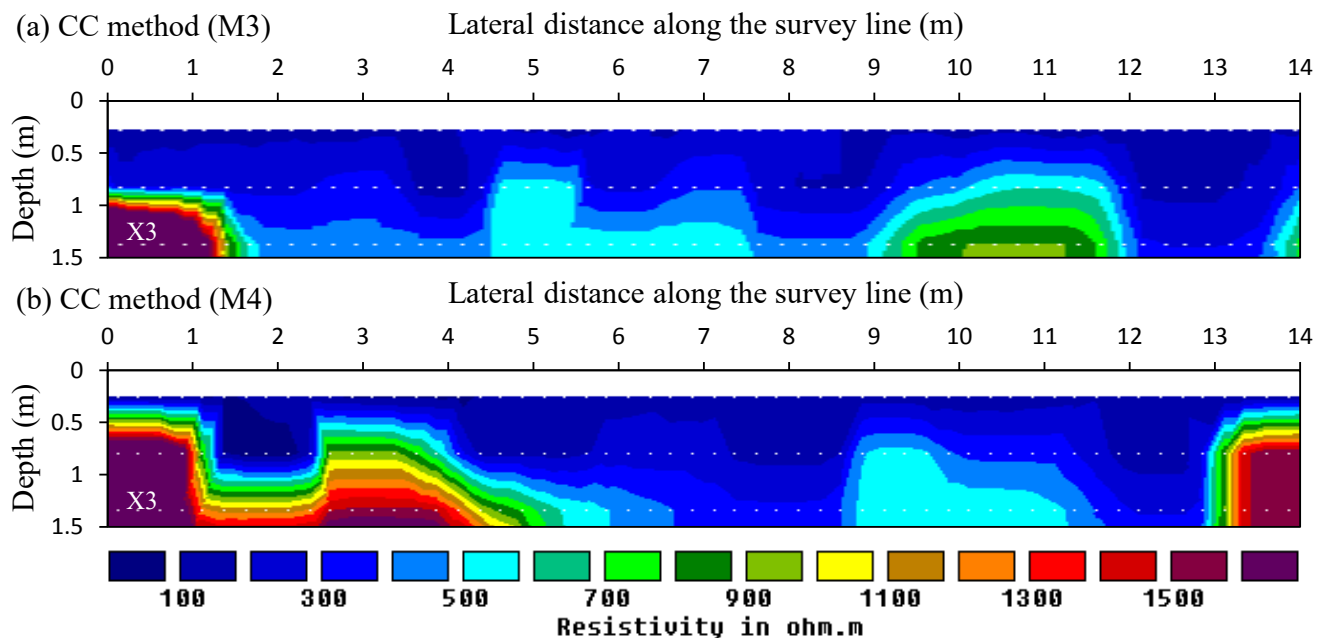 (a) CC method (M3) Lateral distance along the survey line (m)
0 1 2 3 4 5 6 7 8 9 10 11 12 13 14
0
0.5
1
1.5
Depth (m)
X3
(b) CC method (M4) Lateral distance along the survey line (m)
0 1 2 3 4 5 6 7 8 9 10 11 12 13 14
0
0.5
1
1.5
Depth (m)
X3
100 300 500 700 900 1100 1300 1500
Resistivity in ohm.m